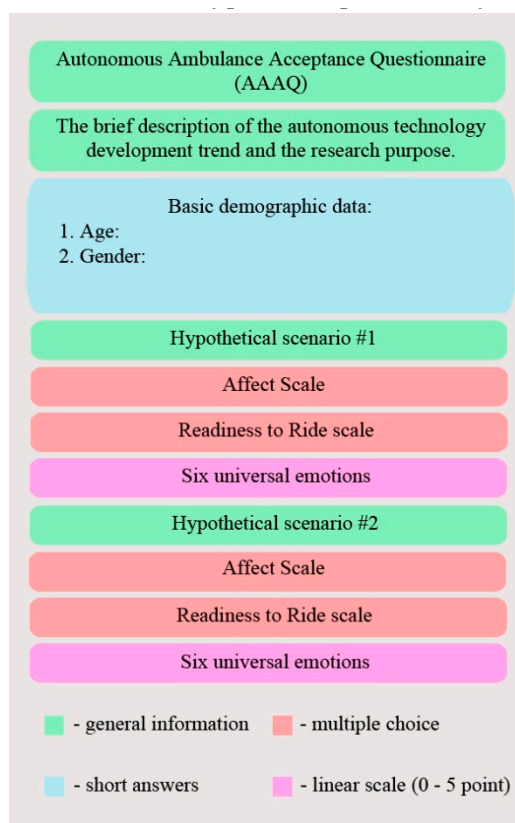 Autonomous Ambulance Acceptance Questionnaire
(AAAQ)
The brief description of the autonomous technology
development trend and the research purpose.
Basic demographic data:
1. Age:
2. Gender:
Hypothetical scenario #1
Affect Scale
Readiness to Ride scale
Six universal emotions
Hypothetical scenario #2
Affect Scale
Readiness to Ride scale
Six universal emotions
- general information
- multiple choice
- short answers
- linear scale (0 - 5 point)